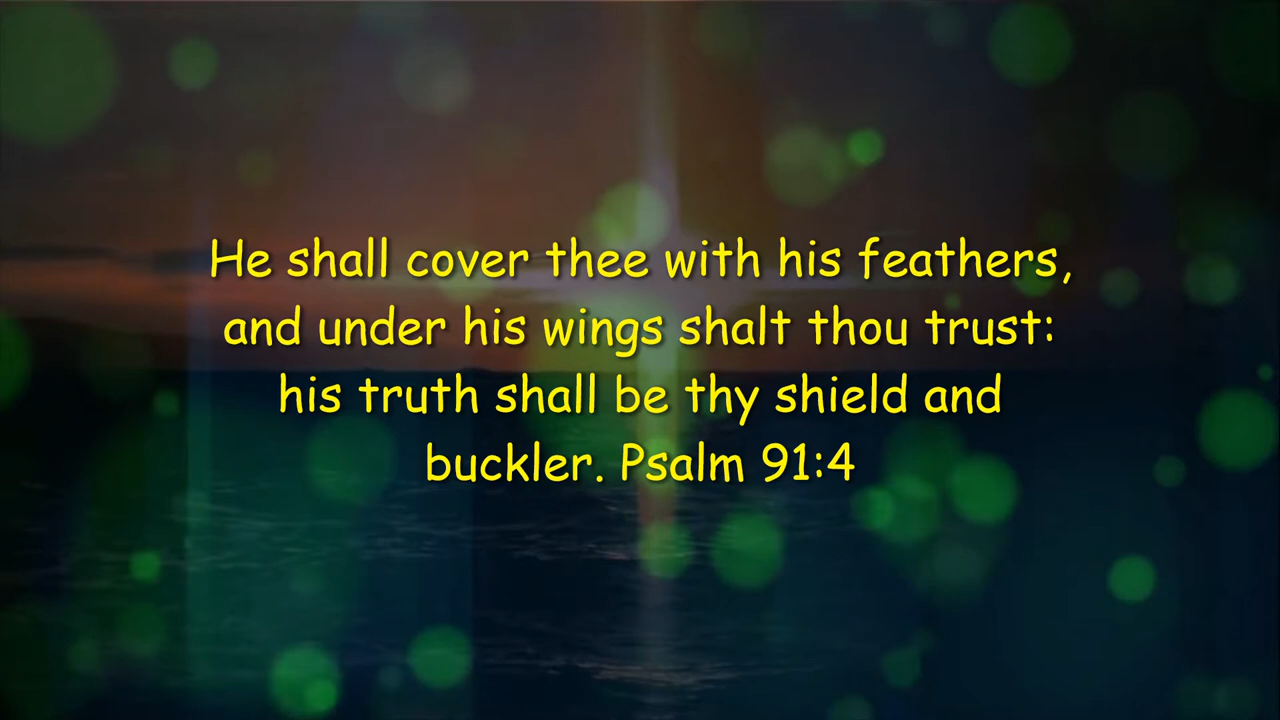 He shall cover thee with his feathers,
and under his wings shalt thou trust:
his truth shall be thy shield and
buckler. Psalm 91:4